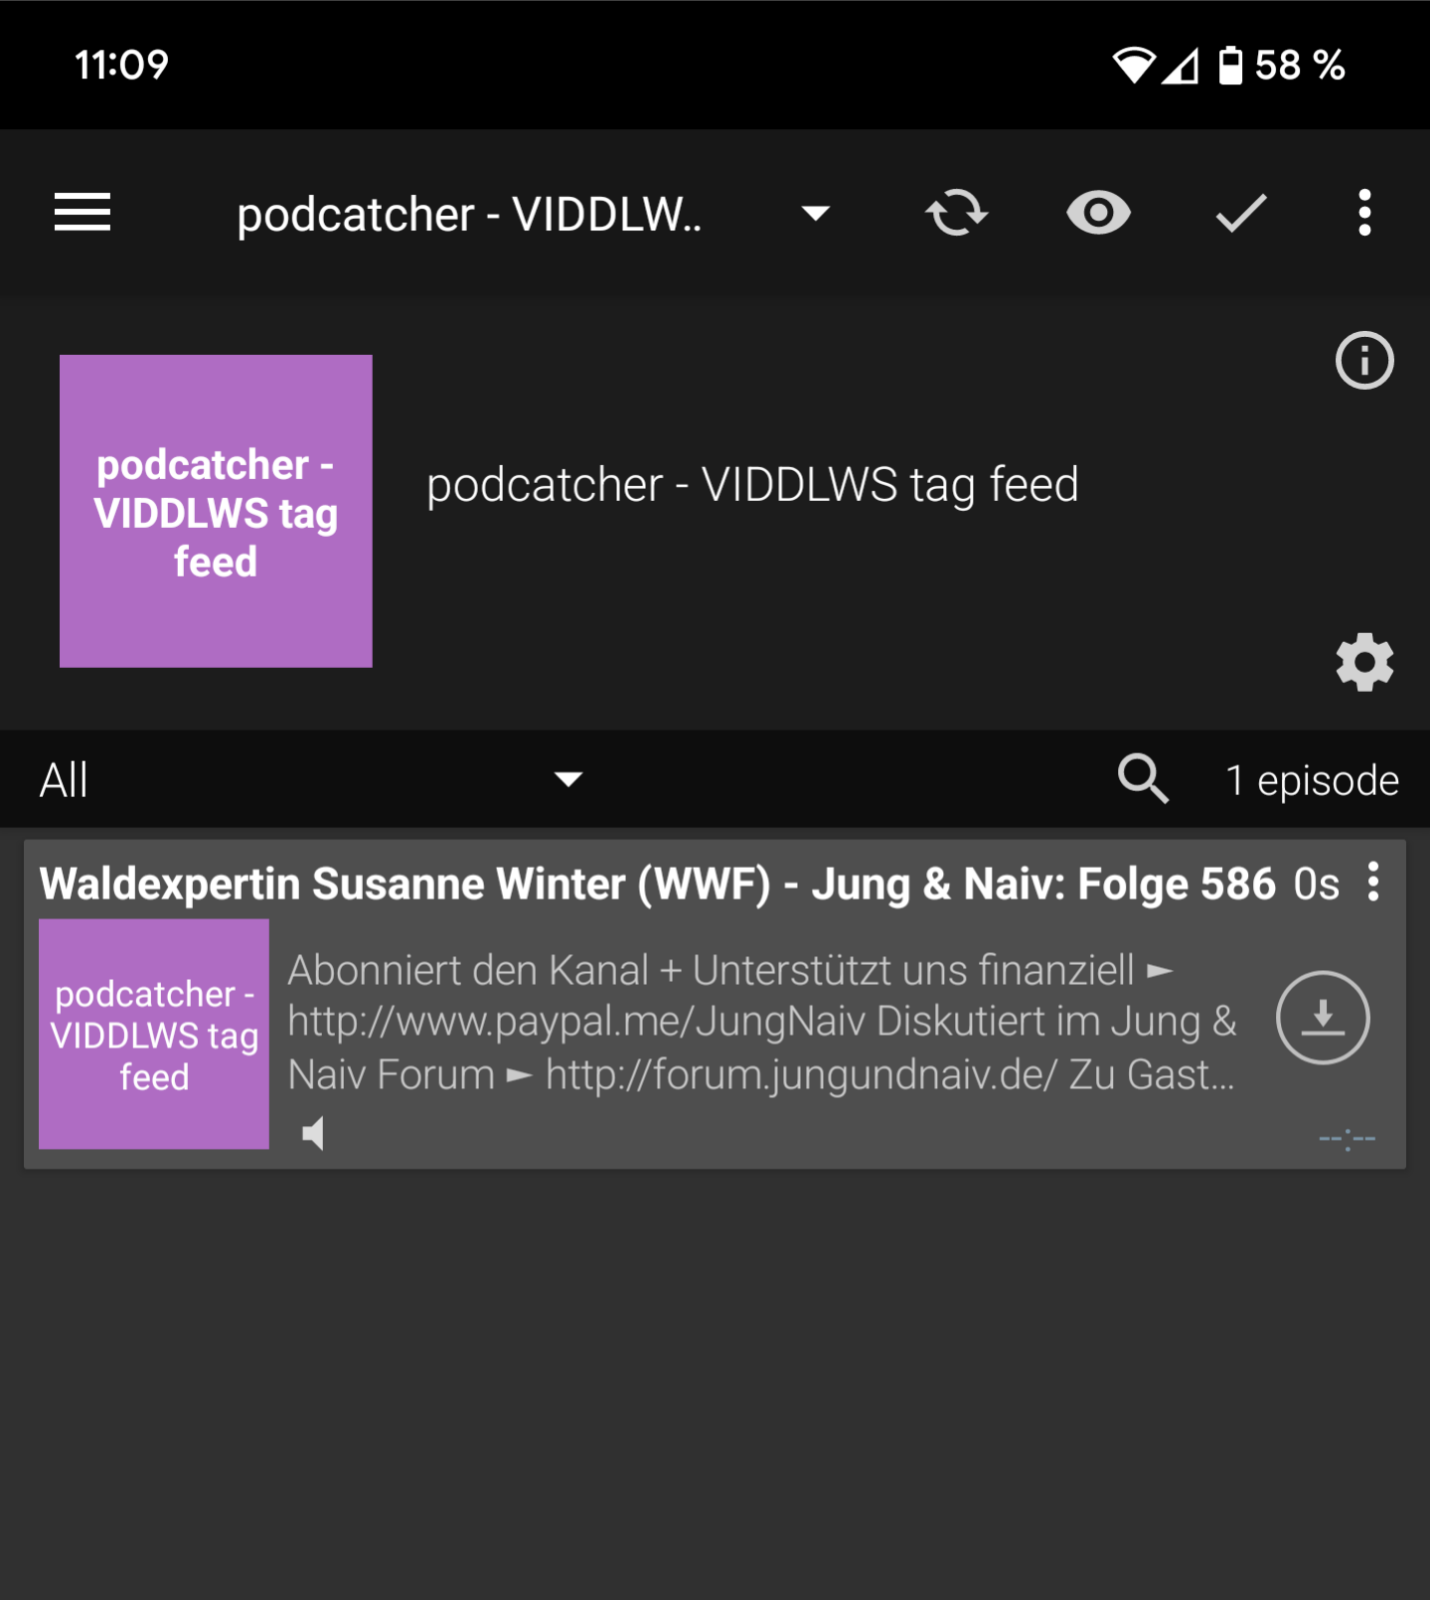 11:09
58 %
podcatcher - VIDDLW..
podcatcher -
VIDDLWS tag
feed
podcatcher - VIDDLWS tag feed
All
1 episode
Waldexpertin Susanne Winter (WWF) - Jung & Naiv: Folge 586 0s
podcatcher -
VIDDLWS tag
feed
Abonniert den Kanal + Unterstützt uns finanziell ►
http://www.paypal.me/JungNaiv Diskutiert im Jung &
Naiv Forum ► http://forum.jungundnaiv.de/ Zu Gast...
--:--